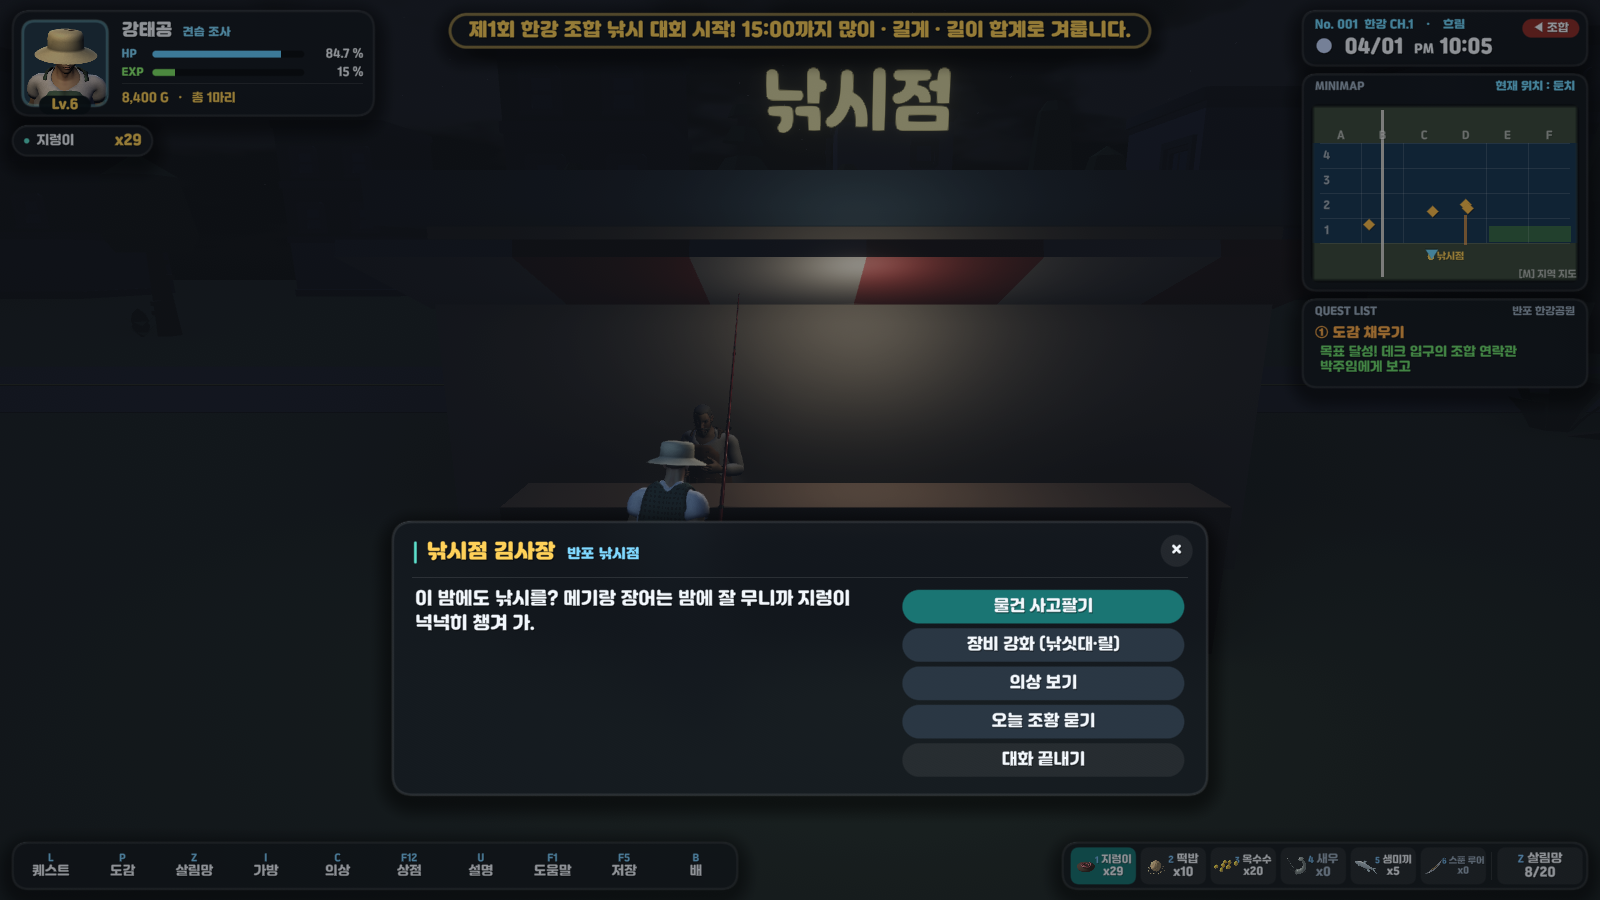 강태공 견습 조사
HP 84.7 %
EXP 15 %
Lv.6
8,400 G · 총 1마리
지렁이 x29
제1회 한강 조합 낚시 대회 시작! 15:00까지 많이 · 길게 · 길이 합계로 겨룹니다.
낚시점
No. 001 한강 CH.1 · 흐림
◀ 조합
04/01 PM 10:05
MINIMAP 현재 위치 : 둔치
A B C D E F
4
3
2
1
낚시점
[M] 지역 지도
QUEST LIST 반포 한강공원
① 도감 채우기
목표 달성! 데크 입구의 조합 연락관
박주임에게 보고
낚시점 김사장 반포 낚시점
×
이 밤에도 낚시를? 메기랑 장어는 밤에 잘 무니까 지렁이
넉넉히 챙겨 가.
물건 사고팔기
장비 강화 (낚싯대·릴)
의상 보기
오늘 조황 묻기
대화 끝내기
L P Z I C F12 U F1 F5 B
퀘스트 도감 살림망 가방 의상 상점 설명 도움말 저장 배
1 지렁이 2 떡밥 3 옥수수 4 새우 5 생미끼 6 스푼 루어 Z 살림망
x29 x10 x20 x0 x5 x0 8/20